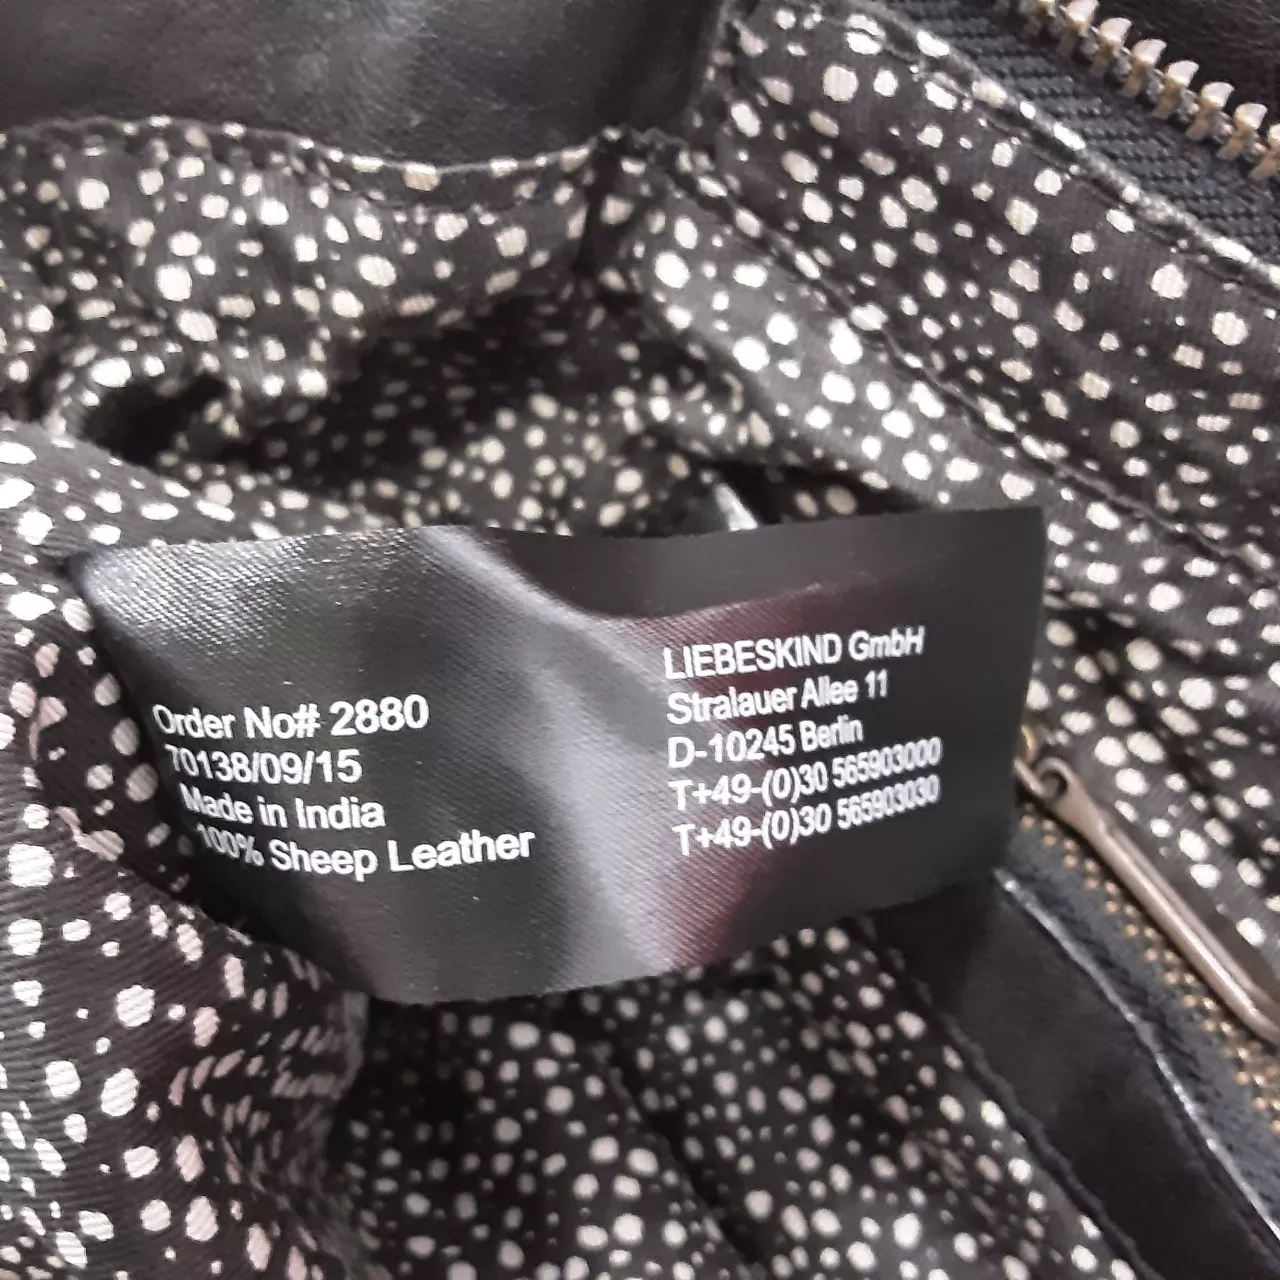 Order No# 2880
70138/09/15
Made in India
100% Sheep Leather
LIEBESKIND GmbH
Stralauer Allee 11
D-10245 Berlin
T+49-(0)30 565903000
T+49-(0)30 565903030